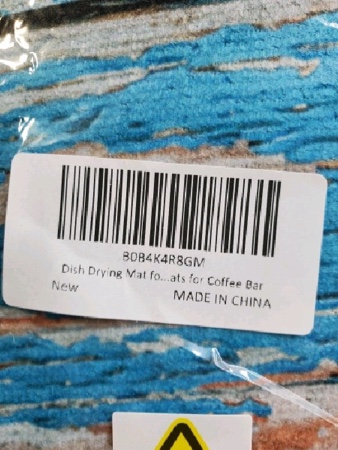 B0B4K4R8GM
Dish Drying Mat fo...ats for Coffee Bar
New
MADE IN CHINA